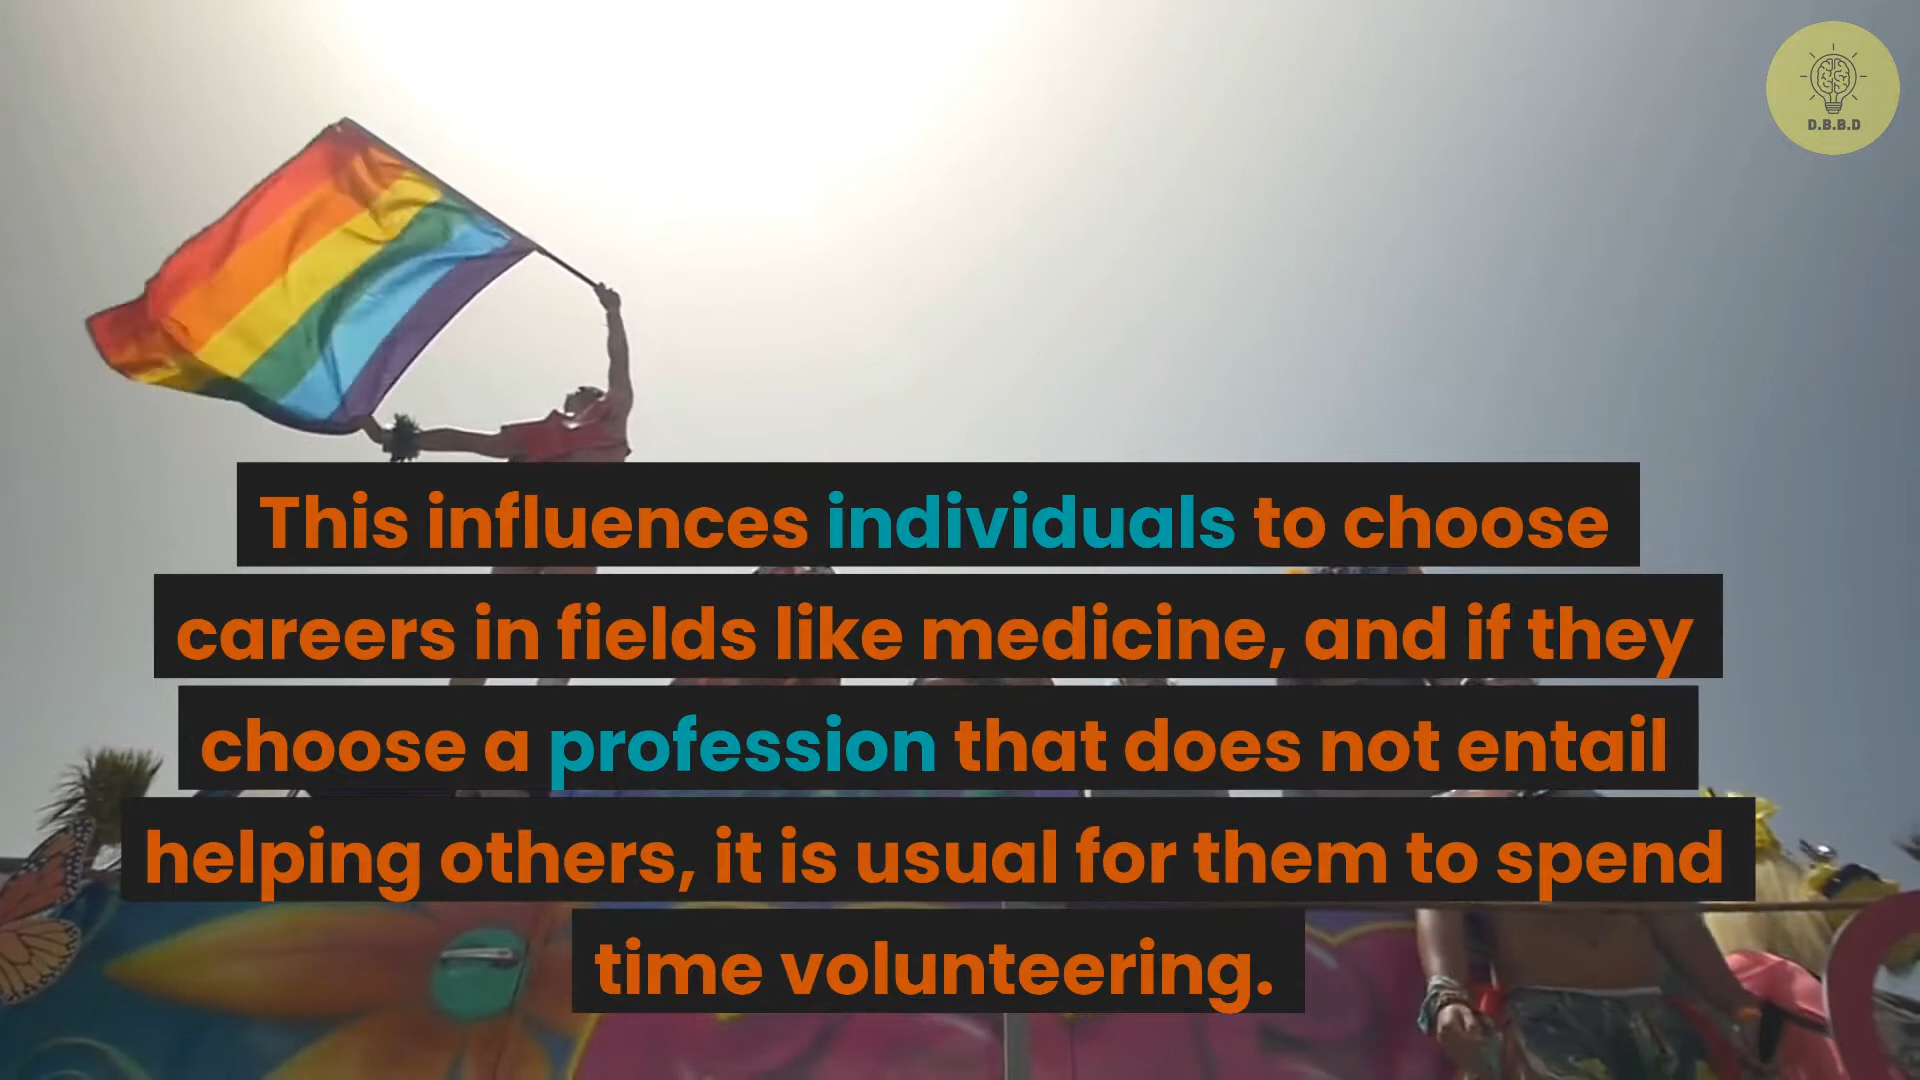 D.B.B.D
This influences individuals to choose
careers in fields like medicine, and if they
choose a profession that does not entail
helping others, it is usual for them to spend
time volunteering.